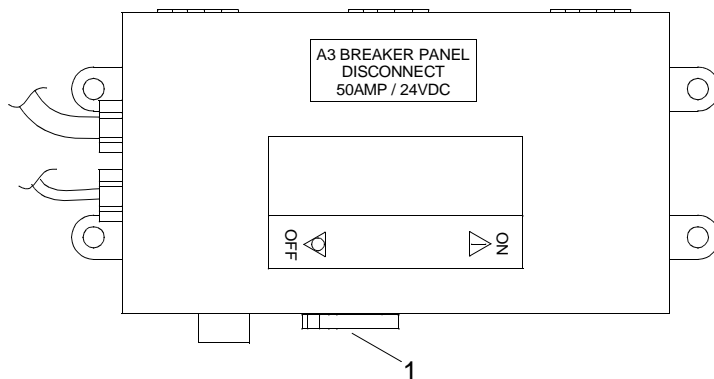 A3 BREAKER PANEL
DISCONNECT
50AMP / 24VDC
OFF
ON
1